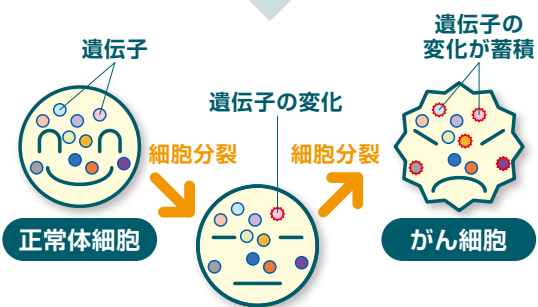 遺伝子
遺伝子の
変化が蓄積
遺伝子の変化
細胞分裂
細胞分裂
正常体細胞
がん細胞